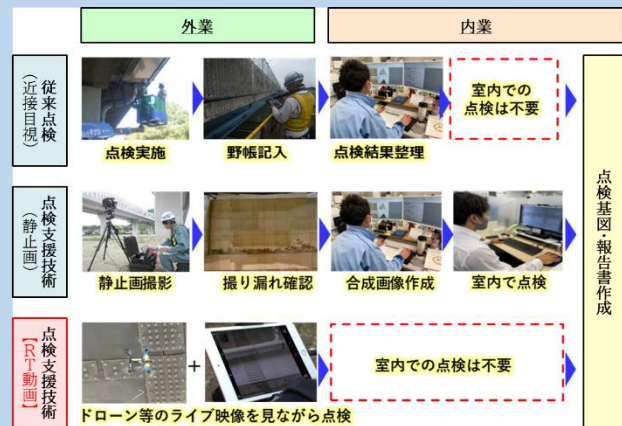 外業
内業
従来点検
(近接目視)
点検実施
野帳記入
点検結果整理
室内での
点検は不要
点検支援技術
(静止画)
静止画撮影
撮り漏れ確認
合成画像作成
室内で点検
点検支援技術
【RT動画】
+
ドローン等のライブ映像を見ながら点検
室内での点検は不要
点検基図・報告書作成